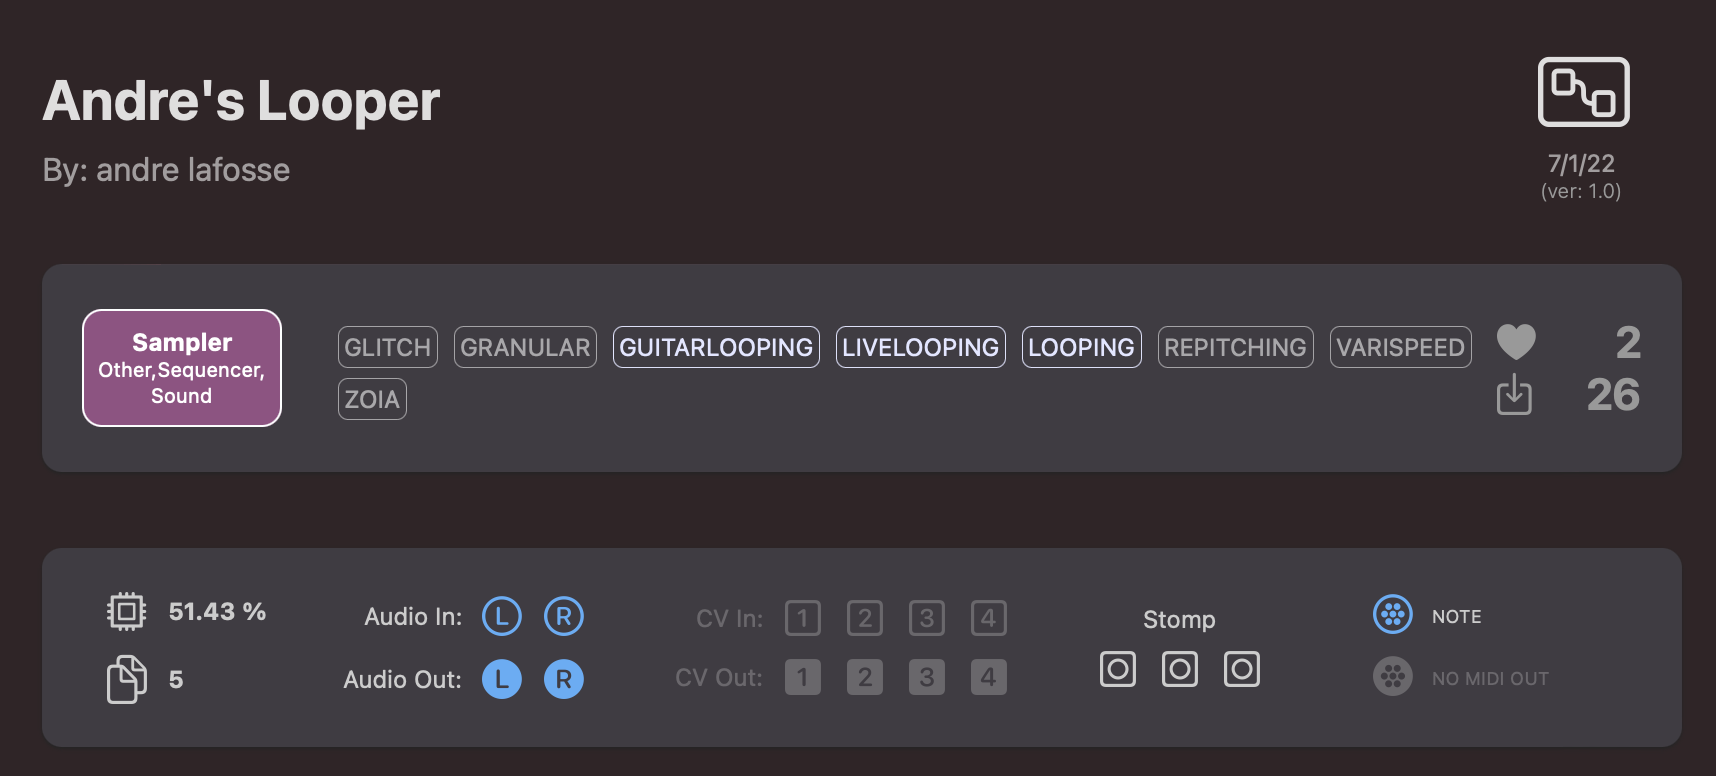 Andre's Looper
By: andre lafosse
7/1/22
(ver: 1.0)
Sampler
Other,Sequencer,
Sound
GLITCH GRANULAR GUITARLOOPING LIVELOOPING LOOPING REPITCHING VARISPEED
ZOIA
2
26
51.43 %
5
Audio In: L R
Audio Out: L R
CV In: 1 2 3 4
CV Out: 1 2 3 4
Stomp
NOTE
NO MIDI OUT